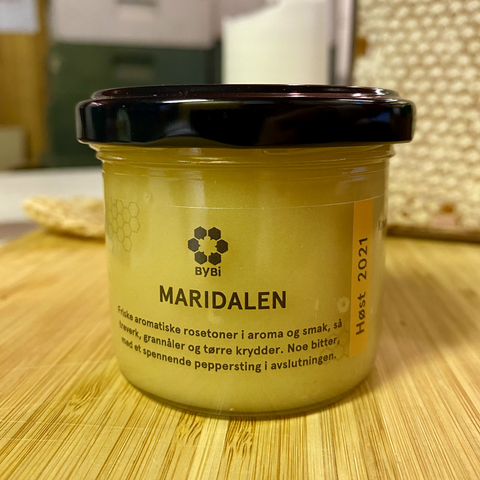 ByBi
MARIDALEN
Friske aromatiske rosetoner i aroma og smak, så
treverk, grannåler og tørre krydder. Noe bitter,
med et spennende peppersting i avslutningen.
Høst 2021